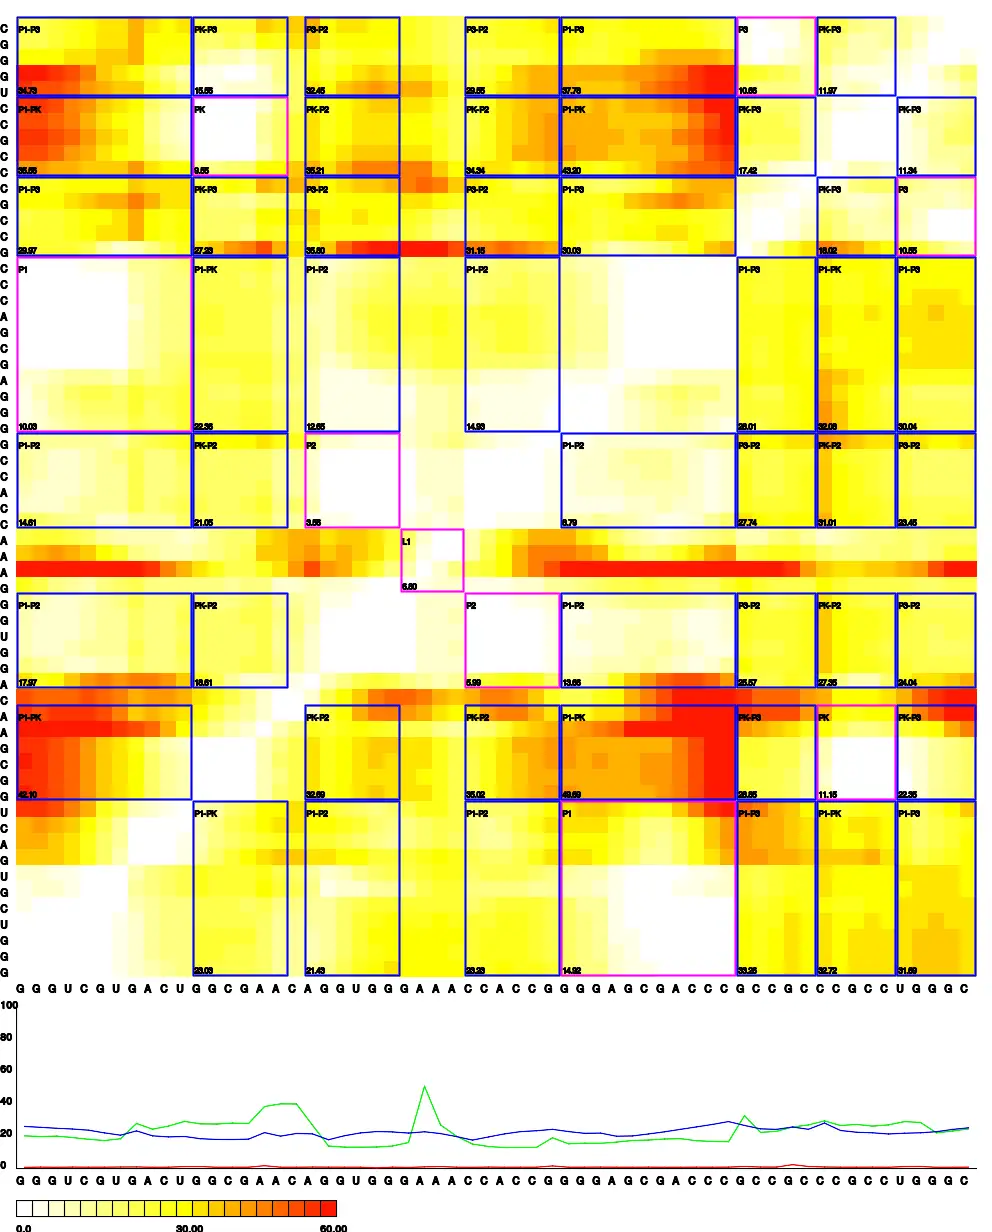 C
P1-P3 PK-P3 P3-P2 P3-P2 P1-P3 P3 PK-P3
G
G
G
U
34.73 15.55 32.45 29.55 37.78 10.65 11.97
C
P1-PK PK PK-P2 PK-P2 P1-PK PK-P3 PK-P3
C
G
C
C
35.55 9.55 35.21 34.34 43.20 17.42 11.34
C
P1-P3 PK-P3 P3-P2 P3-P2 P1-P3 PK-P3 P3
G
C
C
G
29.97 27.23 35.50 31.15 30.03 16.02 10.55
C
P1 P1-PK P1-P2 P1-P2 P1-P3 P1-PK P1-P3
C
C
A
G
C
G
A
G
G
G
10.03 22.35 12.65 14.93 28.01 32.08 30.04
G
P1-P2 PK-P2 P2 P1-P2 P3-P2 PK-P2 P3-P2
C
C
A
C
C
14.61 21.05 3.55 8.79 27.74 31.01 23.45
A
L1
A
A
G
6.60
G
P1-P2 PK-P2 P2 P1-P2 P3-P2 PK-P2 P3-P2
G
U
G
G
A
17.97 18.61 5.99 13.65 25.57 27.35 24.04
C
A
P1-PK PK-P2 PK-P2 P1-PK PK-P3 PK PK-P3
A
G
C
G
G
42.10 32.69 35.02 49.69 28.65 11.15 22.35
U
P1-PK P1-P2 P1-P2 P1 P1-P3 P1-PK P1-P3
C
A
G
U
G
C
U
G
G
G
23.03 21.43 23.23 14.92 33.25 32.72 31.69
G G G U C G U G A C U G G C G A A C A G G U G G G A A A C C A C C G G G G A G C G A C C C G C C G C C C G C C U G G G C
100
80
60
40
20
0
G G G U C G U G A C U G G C G A A C A G G U G G G A A A C C A C C G G G G A G C G A C C C G C C G C C C G C C U G G G C
0.0 30.00 60.00